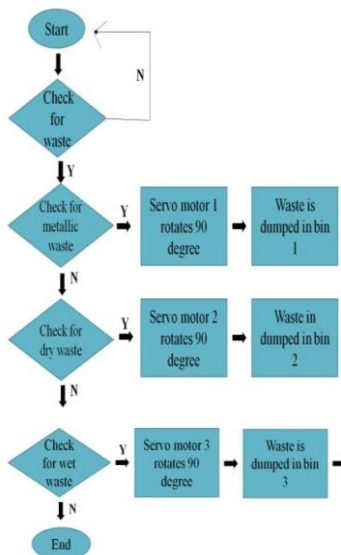 Start
N
Check
for
waste
Y
Check for
metallic
waste
Y
Servo motor 1
rotates 90
degree
Waste is
dumped in bin
1
N
Check for
dry waste
Y
Servo motor 2
rotates 90
degree
Waste in
dumped in bin
2
N
Check
for wet
waste
Y
Servo motor 3
rotates 90
degree
Waste is
dumped in bin
3
N
End